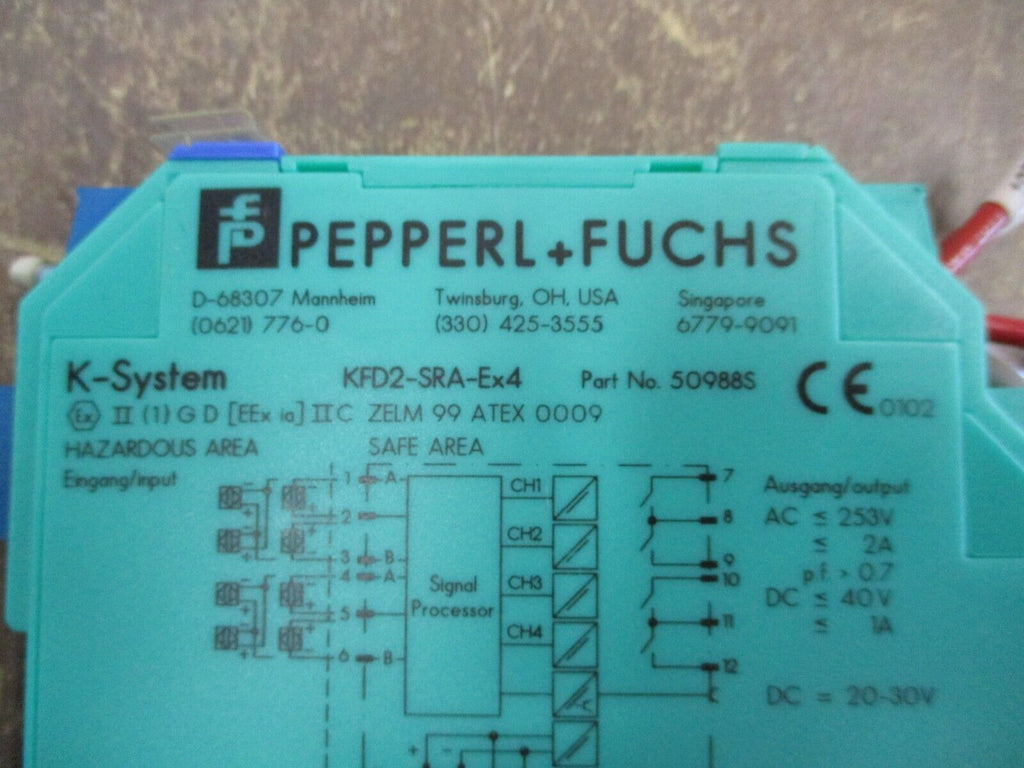 fp PEPPERL+FUCHS
D-68307 Mannheim Twinsburg, OH, USA Singapore
(0621) 776-0 (330) 425-3555 6779-9091
K-System KFD2-SRA-Ex4 Part No. 50988S CE 0102
Ex II (1) G D [EEx ia] IIC ZELM 99 ATEX 0009
HAZARDOUS AREA SAFE AREA
Eingang/input
Ausgang/output
AC ≤ 253V
≤ 2A
p.f. > 0.7
DC ≤ 40V
≤ 1A
DC = 20-30V
1 A CH1 7
2 8
CH2
3 B 9
4 A CH3 10
Signal
Processor
5 11
CH4
6 B 12
- +